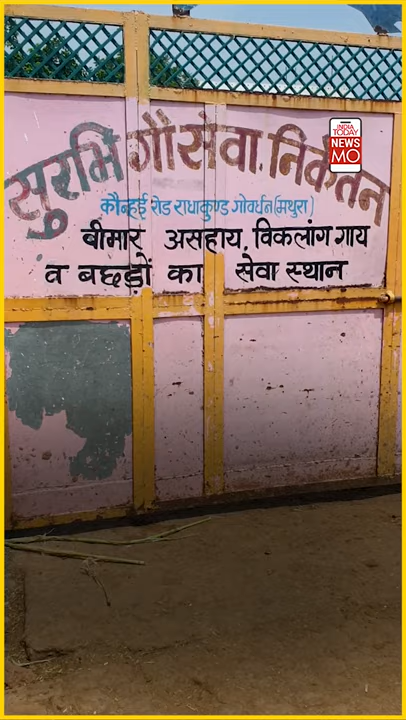 INDIA
TODAY
NEWS
MO
सुरभि गौसेवा निकेतन
कौन्हई रोड राधाकुण्ड गोवर्धन (मथुरा)
बीमार असहाय, विकलांग गाय
व बछड़ों का सेवा स्थान